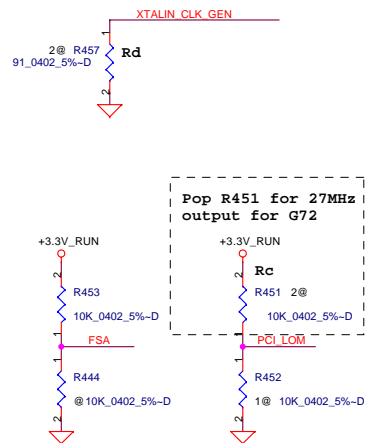 XTALIN_CLK_GEN
1
2@ R457 Rd
91_0402_5%~D
2
Pop R451 for 27MHz
output for G72
+3.3V_RUN +3.3V_RUN
2 2 Rc
R453 R451 2@
10K_0402_5%~D 10K_0402_5%~D
1 1
FSA PCI_LOM
1 1
R444 R452
@10K_0402_5%~D 1@ 10K_0402_5%~D
2 2